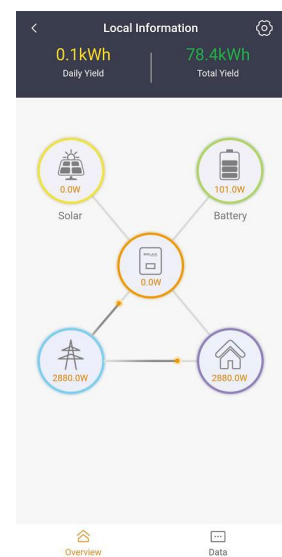 Local Information
0.1kWh
78.4kWh
Daily Yield
Total Yield
0.0W
101.0W
Solar
Battery
0.0W
2880.0W
2880.0W
Overview
Data